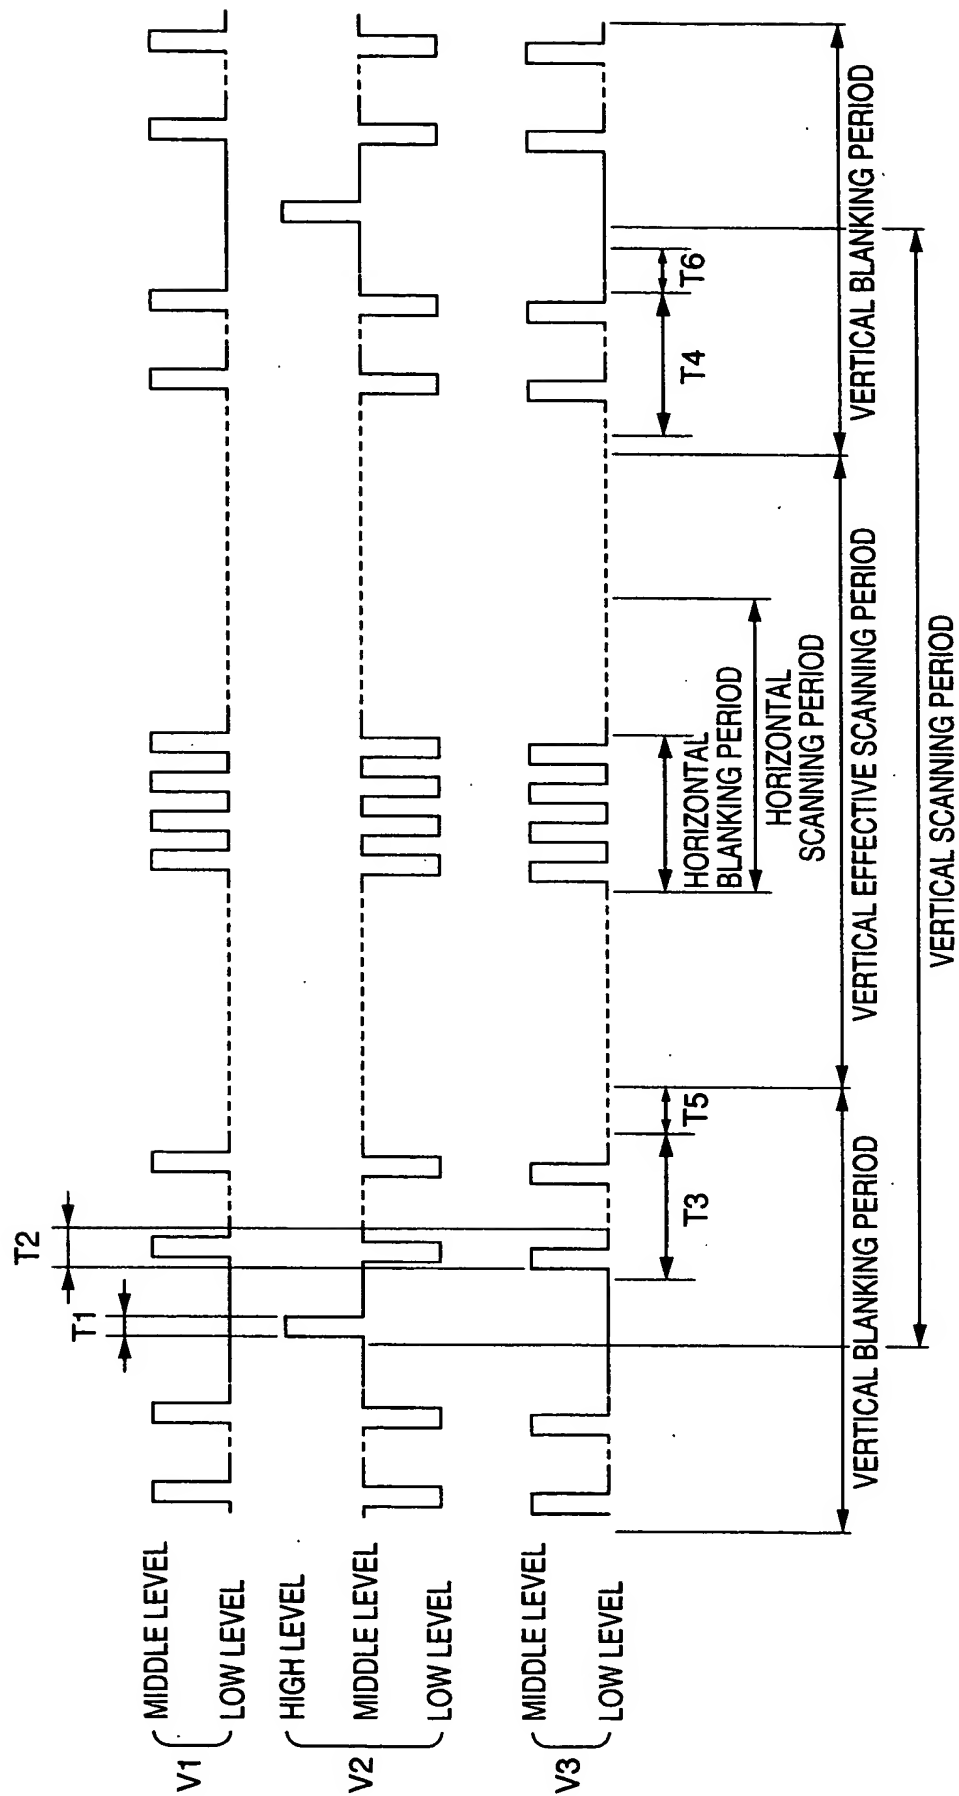 V1
MIDDLE LEVEL
LOW LEVEL
V2
HIGH LEVEL
MIDDLE LEVEL
LOW LEVEL
V3
MIDDLE LEVEL
LOW LEVEL
T1
T2
T3
T5
T4
T6
HORIZONTAL
BLANKING PERIOD
HORIZONTAL
SCANNING PERIOD
VERTICAL BLANKING PERIOD
VERTICAL EFFECTIVE SCANNING PERIOD
VERTICAL BLANKING PERIOD
VERTICAL SCANNING PERIOD